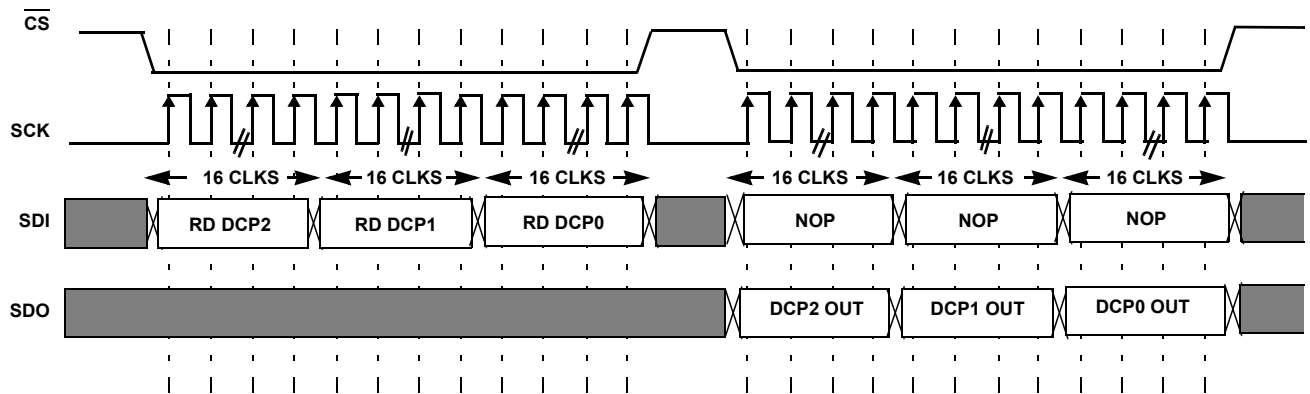 CS
SCK
16 CLKS 16 CLKS 16 CLKS 16 CLKS 16 CLKS 16 CLKS
SDI RD DCP2 RD DCP1 RD DCP0 NOP NOP NOP
SDO DCP2 OUT DCP1 OUT DCP0 OUT